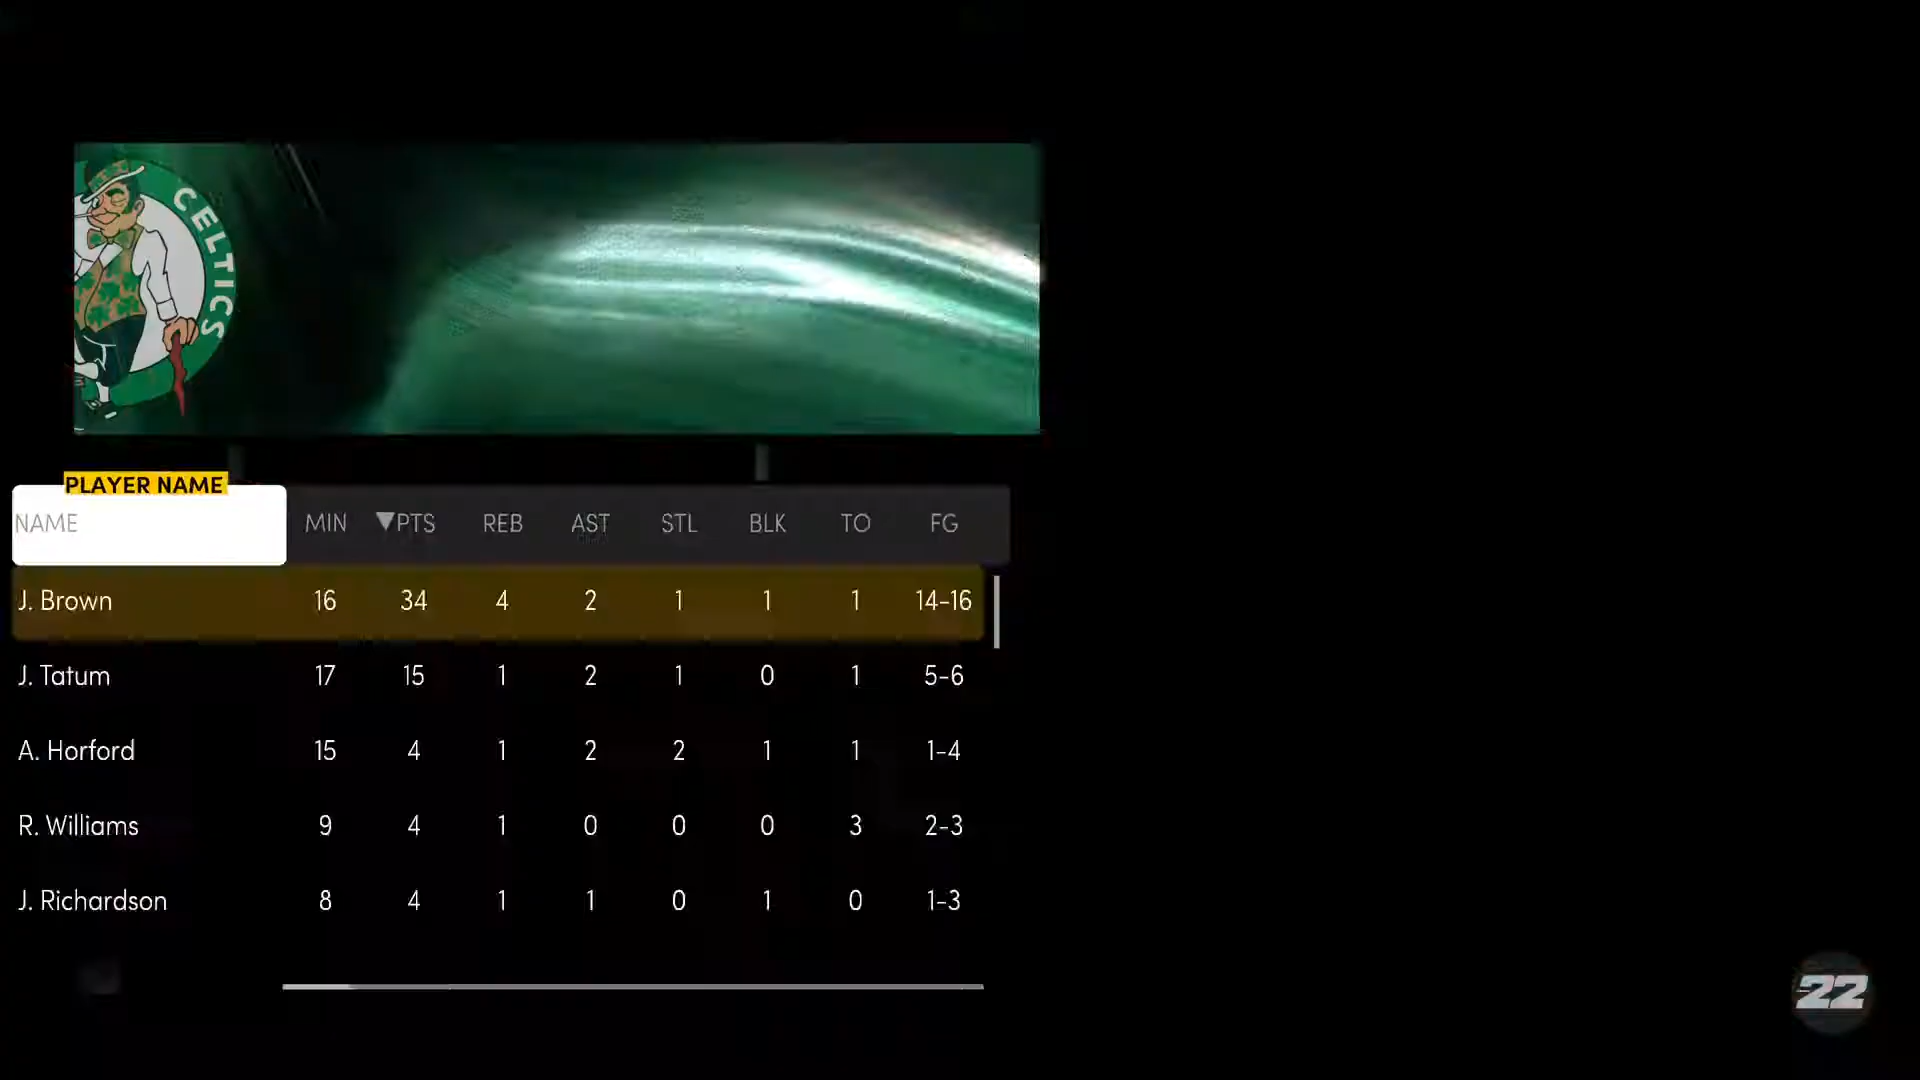 CELTICS
PLAYER NAME
NAME MIN ▼PTS REB AST STL BLK TO FG
J. Brown 16 34 4 2 1 1 1 14-16
J. Tatum 17 15 1 2 1 0 1 5-6
A. Horford 15 4 1 2 2 1 1 1-4
R. Williams 9 4 1 0 0 0 3 2-3
J. Richardson 8 4 1 1 0 1 0 1-3
22